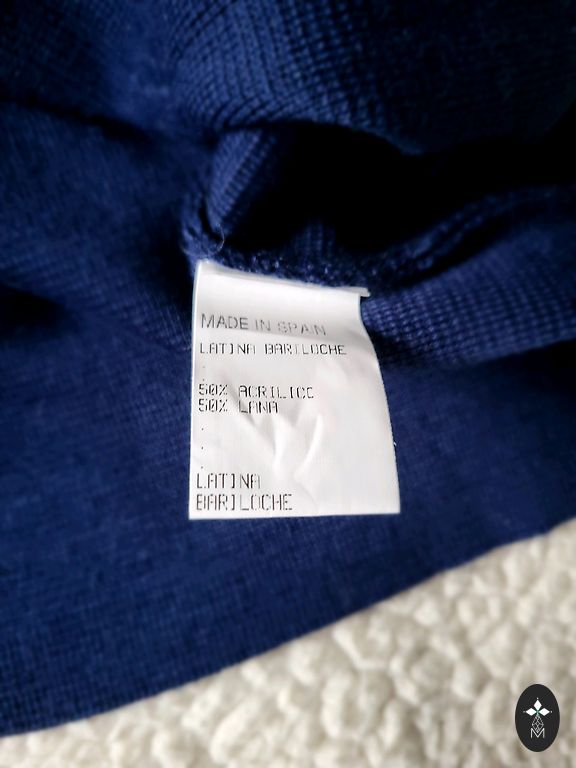 MADE IN SPAIN
LATINA BARILOCHE
.
.
50% ACRILICO
50% LANA
.
.
.
LATINA
BARILOCHE
M